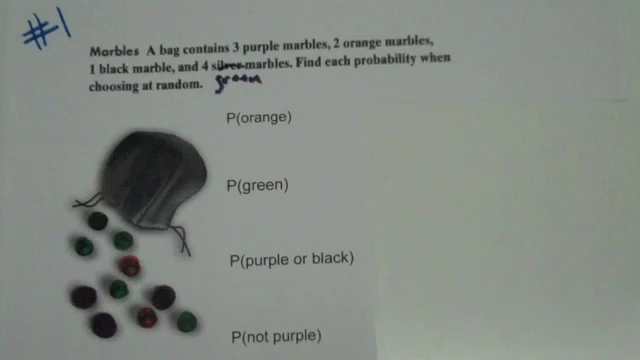 #1
Marbles A bag contains 3 purple marbles, 2 orange marbles,
1 black marble, and 4 silver marbles. Find each probability when
choosing at random. green
P(orange)
P(green)
P(purple or black)
P(not purple)